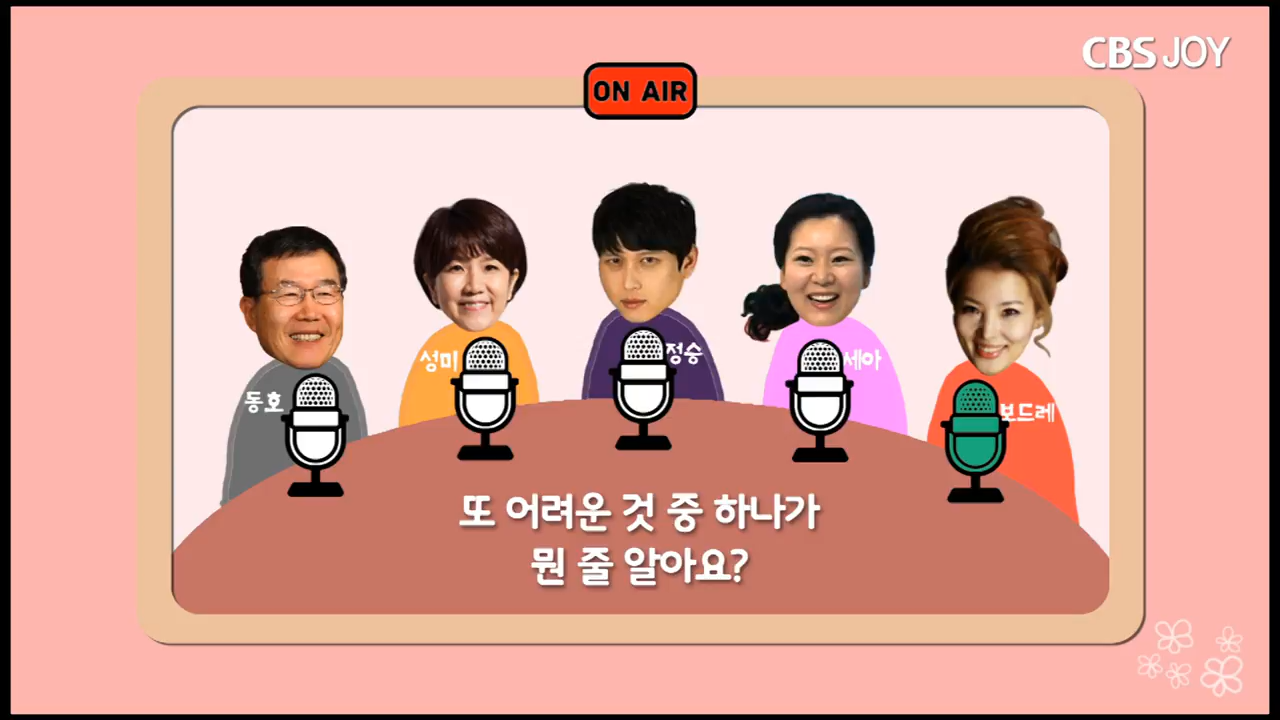 CBS JOY
ON AIR
동호
성미
정승
세아
보드레
또 어려운 것 중 하나가
뭔 줄 알아요?